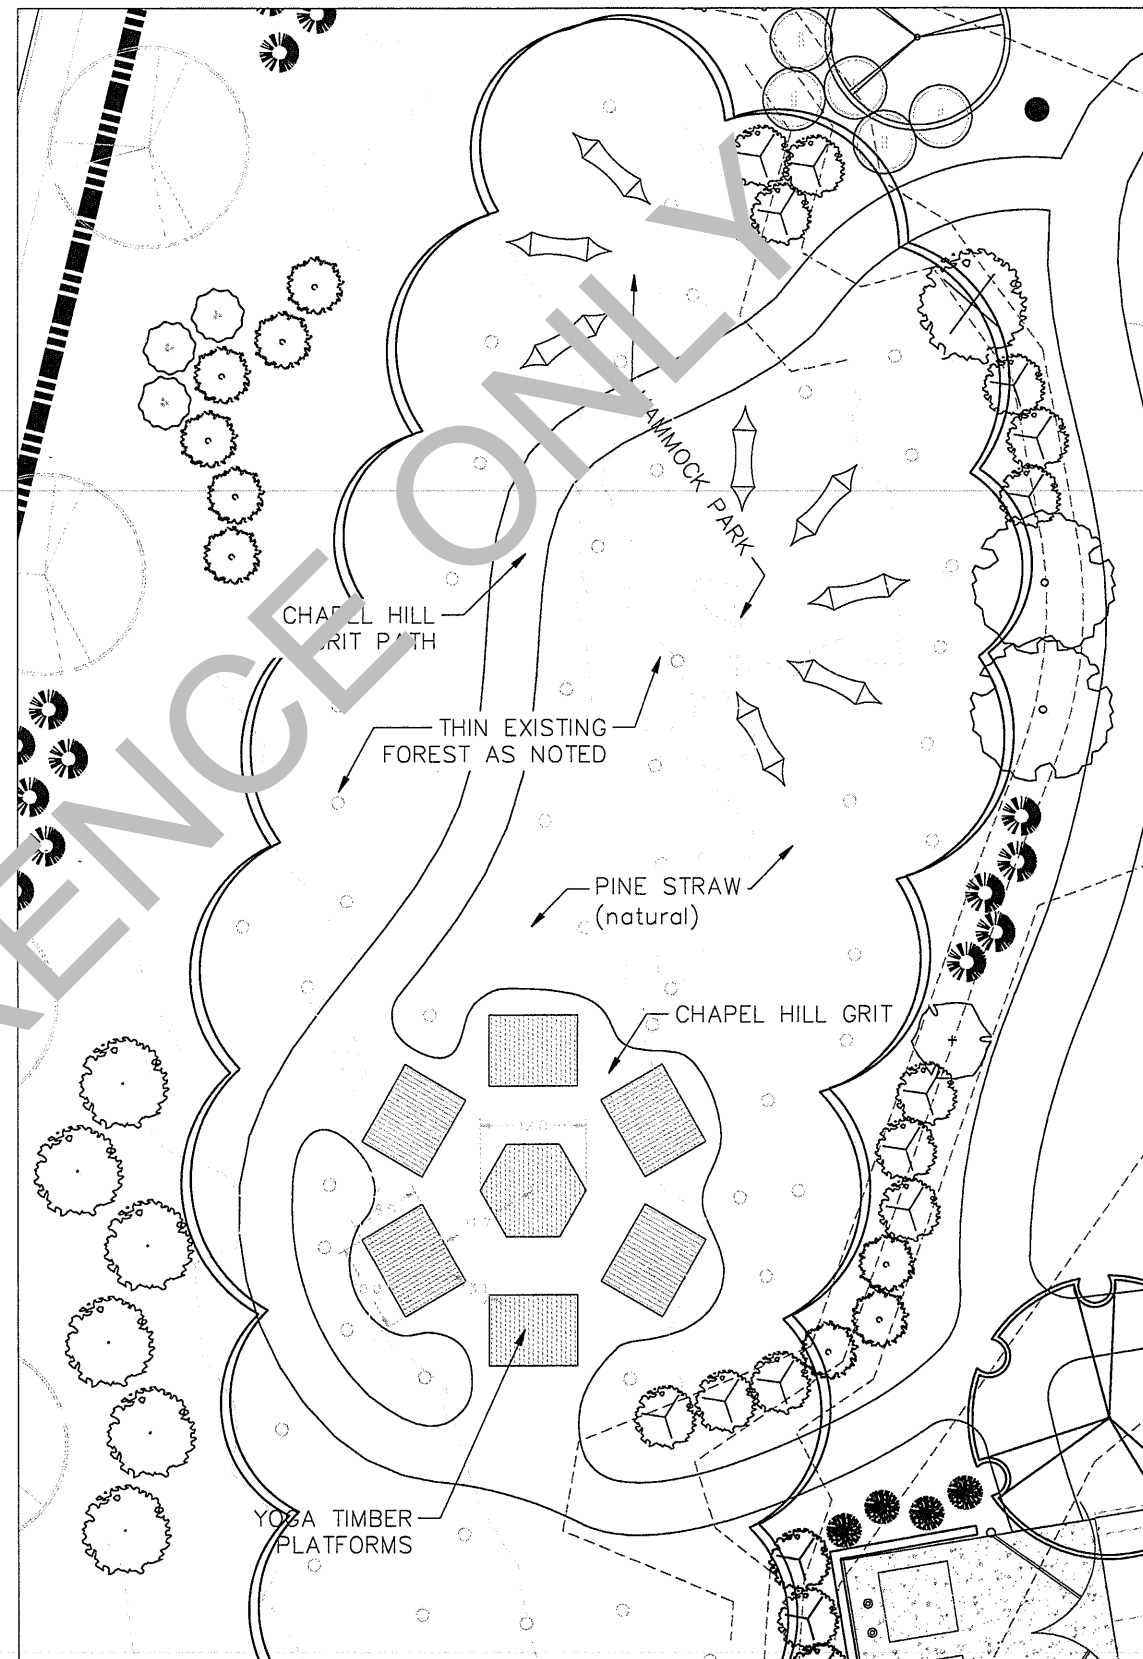 HAMMOCK PARK
CHAPEL HILL
GRIT PATH
THIN EXISTING
FOREST AS NOTED
PINE STRAW
(natural)
CHAPEL HILL GRIT
YOGA TIMBER
PLATFORMS
RENCE ONLY